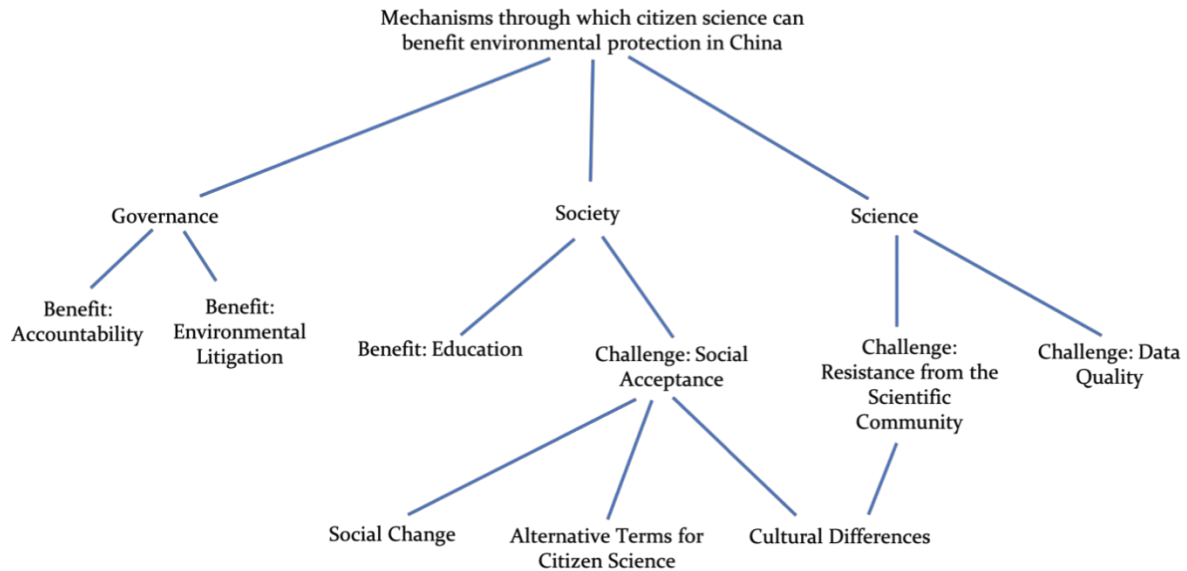 Mechanisms through which citizen science can
benefit environmental protection in China
Governance
Society
Science
Benefit:
Accountability
Benefit:
Environmental
Litigation
Benefit: Education
Challenge: Social
Acceptance
Challenge:
Resistance from the
Scientific
Community
Challenge: Data
Quality
Social Change
Alternative Terms for
Citizen Science
Cultural Differences